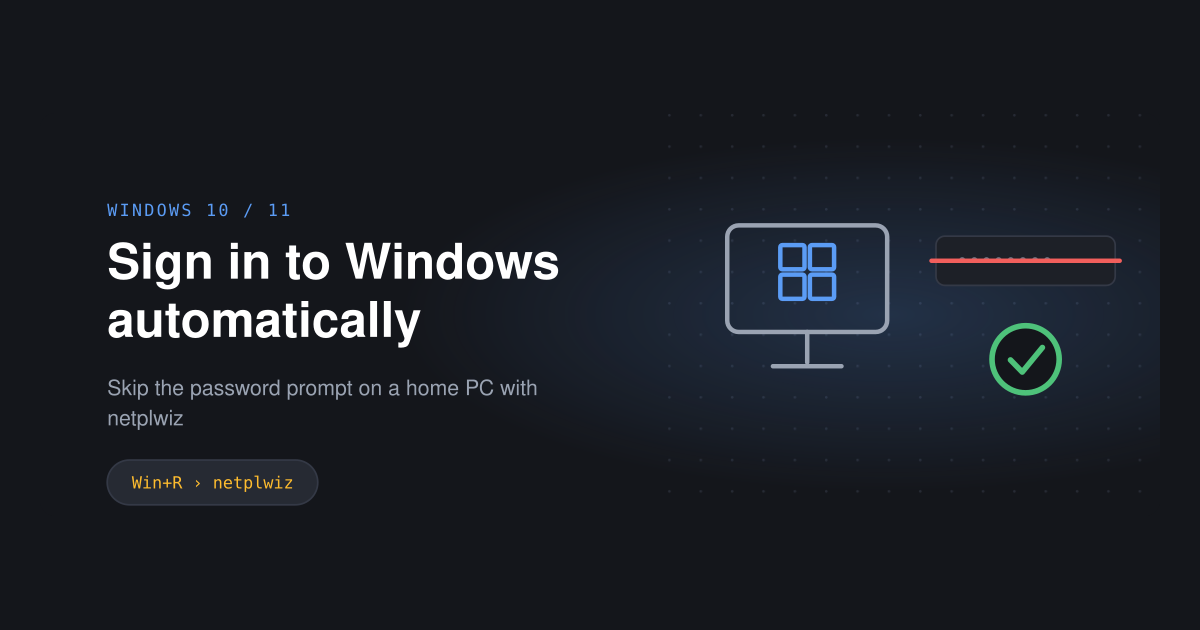 WINDOWS 10 / 11
Sign in to Windows
automatically
Skip the password prompt on a home PC with
netplwiz
Win+R › netplwiz